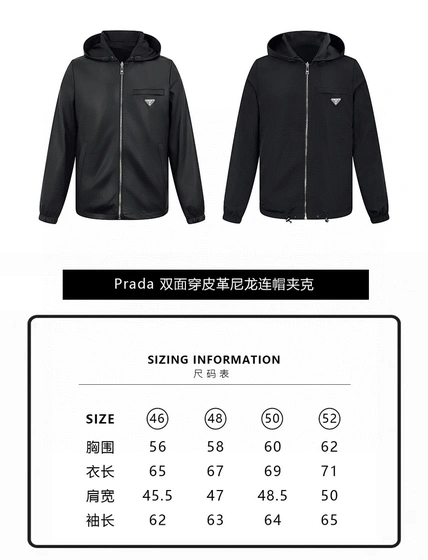 Prada 双面穿皮革尼龙连帽夹克
SIZING INFORMATION
尺码表
SIZE 46 48 50 52
胸围 56 58 60 62
衣长 65 67 69 71
肩宽 45.5 47 48.5 50
袖长 62 63 64 65